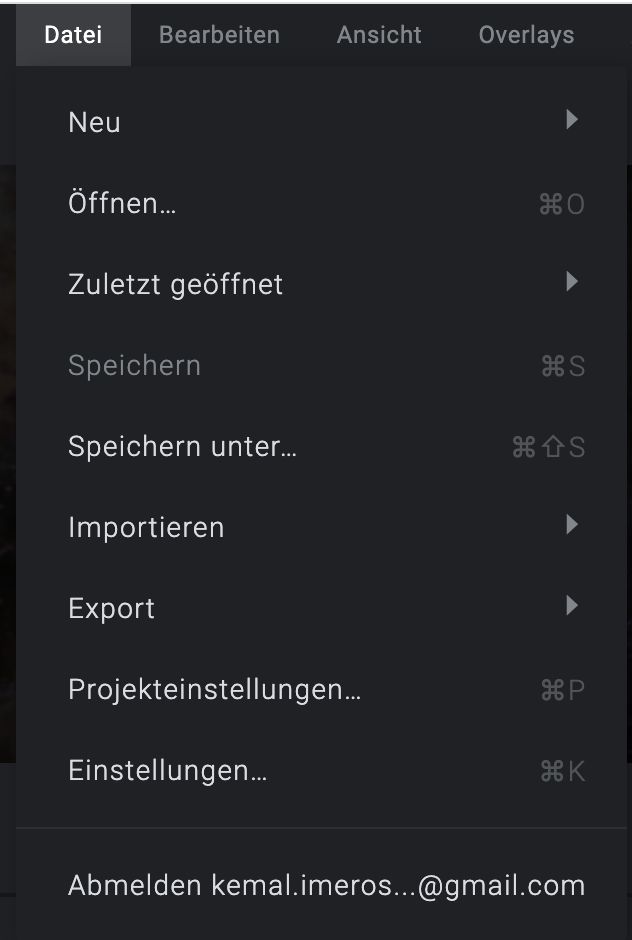 Datei Bearbeiten Ansicht Overlays
Neu
Öffnen… ⌘O
Zuletzt geöffnet
Speichern ⌘S
Speichern unter… ⌘⇧S
Importieren
Export
Projekteinstellungen… ⌘P
Einstellungen… ⌘K
Abmelden kemal.imeros...@gmail.com